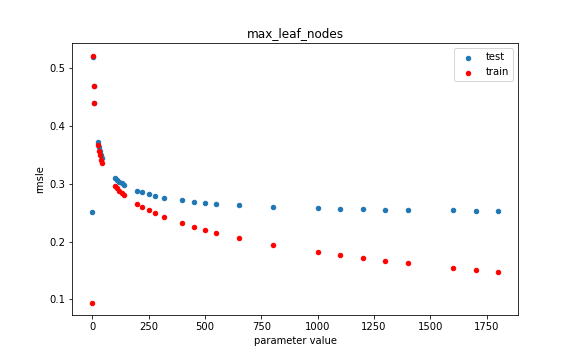 max_leaf_nodes
test
train
0.5
0.4
0.3
0.2
0.1
rmsle
0 250 500 750 1000 1250 1500 1750
parameter value